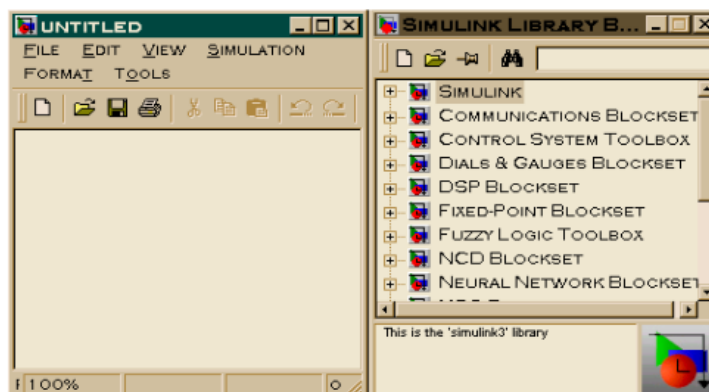 UNTITLED
FILE EDIT VIEW SIMULATION
FORMAT TOOLS
100%
SIMULINK LIBRARY B...
SIMULINK
COMMUNICATIONS BLOCKSET
CONTROL SYSTEM TOOLBOX
DIALS & GAUGES BLOCKSET
DSP BLOCKSET
FIXED-POINT BLOCKSET
FUZZY LOGIC TOOLBOX
NCD BLOCKSET
NEURAL NETWORK BLOCKSET
This is the 'simulink3' library